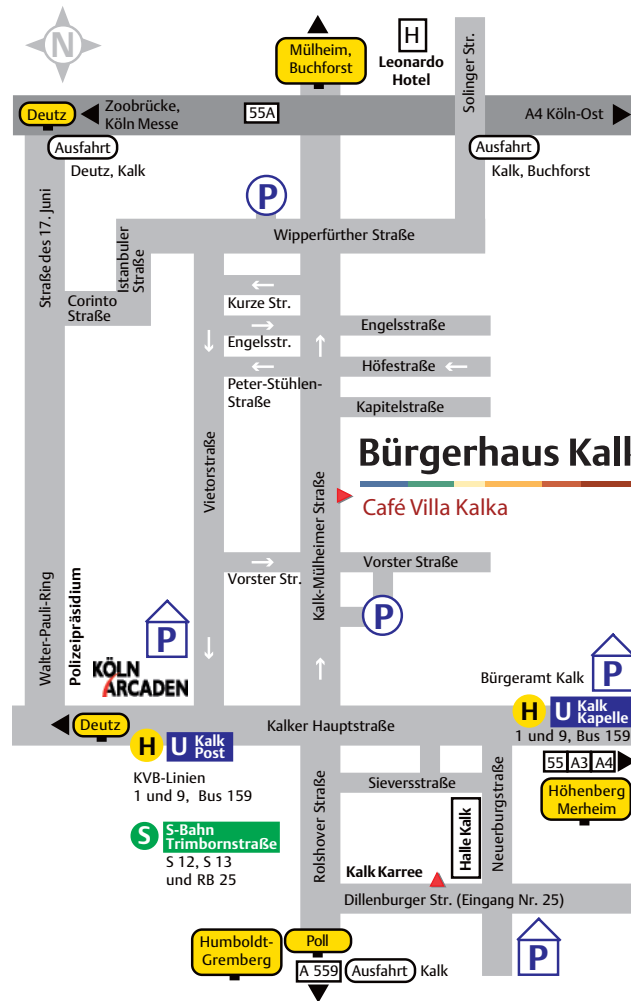 N
Mülheim,
Buchforst
H
Leonardo
Hotel
Solinger Str.
Deutz
Zoobrücke,
Köln Messe
55A
A4 Köln-Ost
Ausfahrt
Deutz, Kalk
Ausfahrt
Kalk, Buchforst
P
Wipperfürther Straße
Straße des 17. Juni
Istanbuler
Straße
Corinto
Straße
Kurze Str.
Engelsstr.
Engelsstraße
Peter-Stühlen-
Straße
Höfestraße
Kapitelstraße
Vietorstraße
Kalk-Mülheimer Straße
Bürgerhaus Kalk
Café Villa Kalka
Vorster Str.
Vorster Straße
P
Walter-Pauli-Ring
Polizeipräsidium
P
KÖLN
ARCADEN
Bürgeramt Kalk
P
Deutz
Kalker Hauptstraße
H
U Kalk
Post
KVB-Linien
1 und 9, Bus 159
H
U Kalk
Kapelle
1 und 9, Bus 159
55 A3 A4
Höhenberg
Merheim
S
S-Bahn
Trimbornstraße
S 12, S 13
und RB 25
Rolshover Straße
Sieversstraße
Halle Kalk
Neuerburgstraße
Kalk Karree
Dillenburger Str. (Eingang Nr. 25)
Humboldt-
Gremberg
Poll
A 559
Ausfahrt
Kalk
P